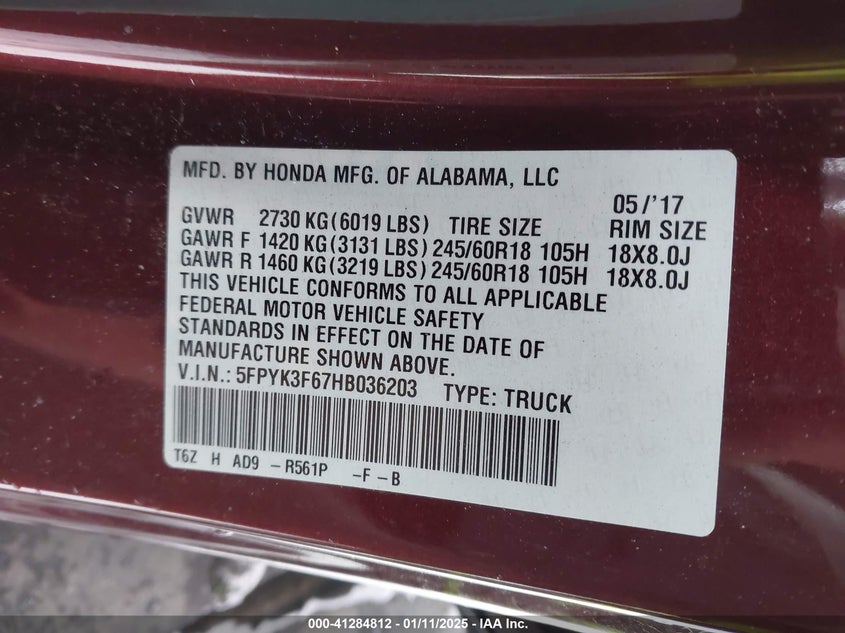 MFD. BY HONDA MFG. OF ALABAMA, LLC
05/'17
GVWR 2730 KG(6019 LBS) TIRE SIZE RIM SIZE
GAWR F 1420 KG(3131 LBS) 245/60R18 105H 18X8.0J
GAWR R 1460 KG(3219 LBS) 245/60R18 105H 18X8.0J
THIS VEHICLE CONFORMS TO ALL APPLICABLE
FEDERAL MOTOR VEHICLE SAFETY
STANDARDS IN EFFECT ON THE DATE OF
MANUFACTURE SHOWN ABOVE.
V.I.N.: 5FPYK3F67HB036203 TYPE: TRUCK
T6Z H AD9 - R561P -F-B
000-41284812 - 01/11/2025 - IAA Inc.